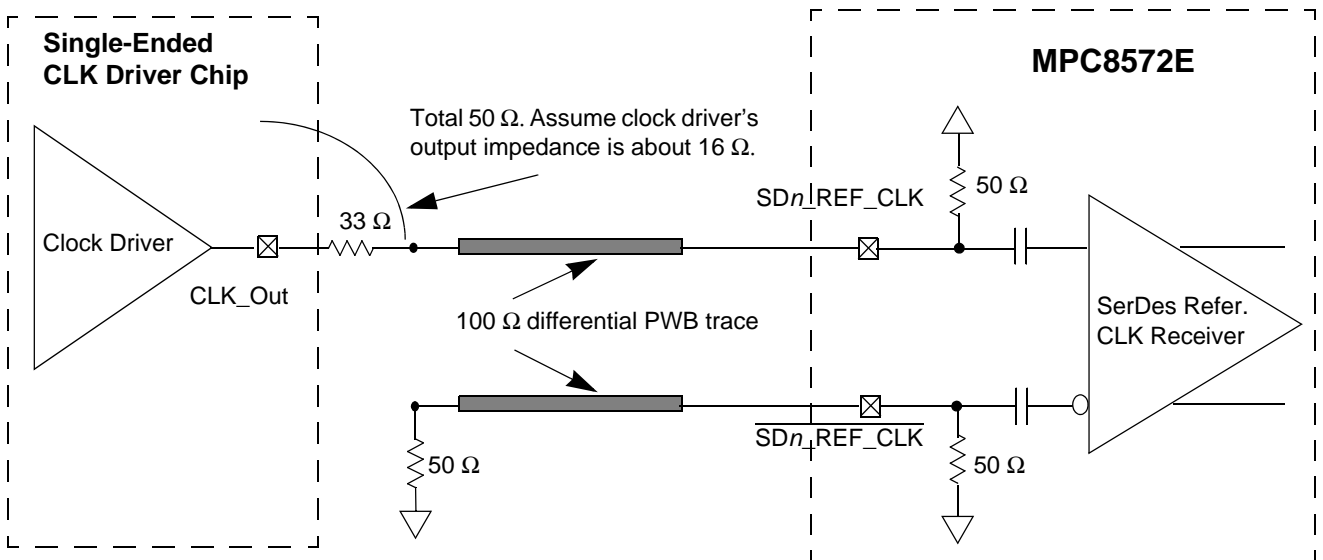 Single-Ended
CLK Driver Chip
MPC8572E
Total 50 Ω. Assume clock driver's
output impedance is about 16 Ω.
SDn_REF_CLK
50 Ω
33 Ω
Clock Driver
CLK_Out
100 Ω differential PWB trace
SerDes Refer.
CLK Receiver
SDn_REF_CLK
50 Ω
50 Ω